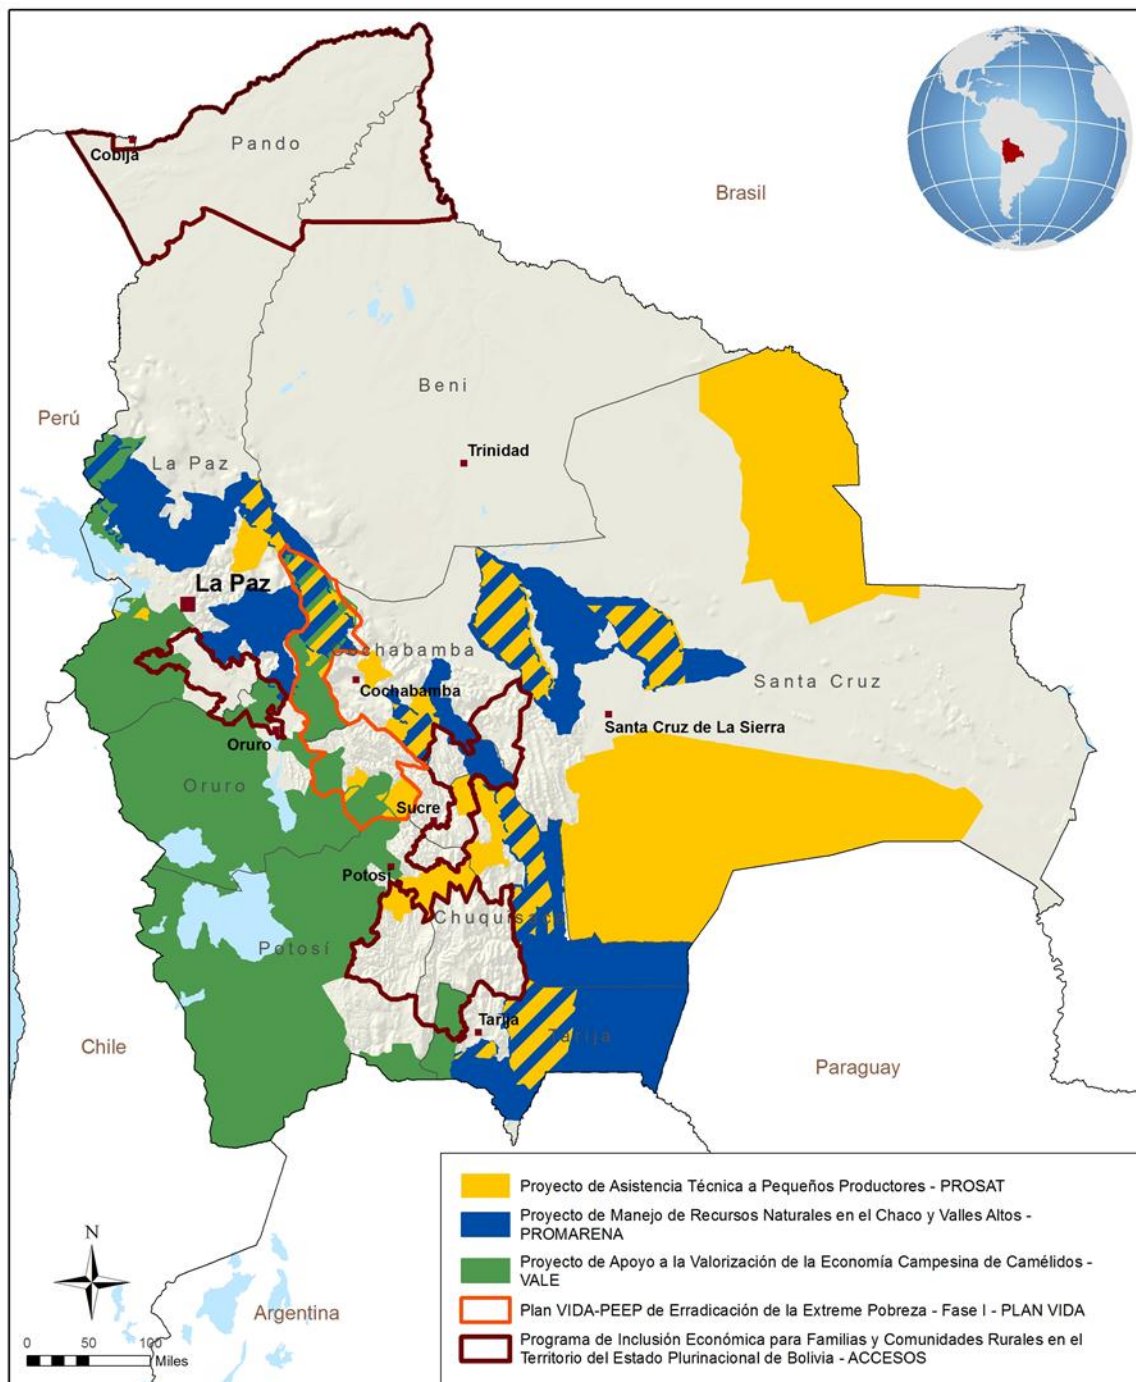 Pando
Cobija
Brasil
Beni
Perú
Trinidad
La Paz
La Paz
Cochabamba
Cochabamba
Santa Cruz
Santa Cruz de La Sierra
Oruro
Oruro
Sucre
Potosí
Chuquisaca
Potosí
Tarija
Tarija
Chile
Paraguay
Proyecto de Asistencia Técnica a Pequeños Productores - PROSAT
Proyecto de Manejo de Recursos Naturales en el Chaco y Valles Altos -
PROMARENA
Proyecto de Apoyo a la Valorización de la Economía Campesina de Camélidos -
VALE
Plan VIDA-PEEP de Erradicación de la Extreme Pobreza - Fase I - PLAN VIDA
Programa de Inclusión Económica para Familias y Comunidades Rurales en el
Territorio del Estado Plurinacional de Bolivia - ACCESOS
N
Argentina
0 50 100
Miles